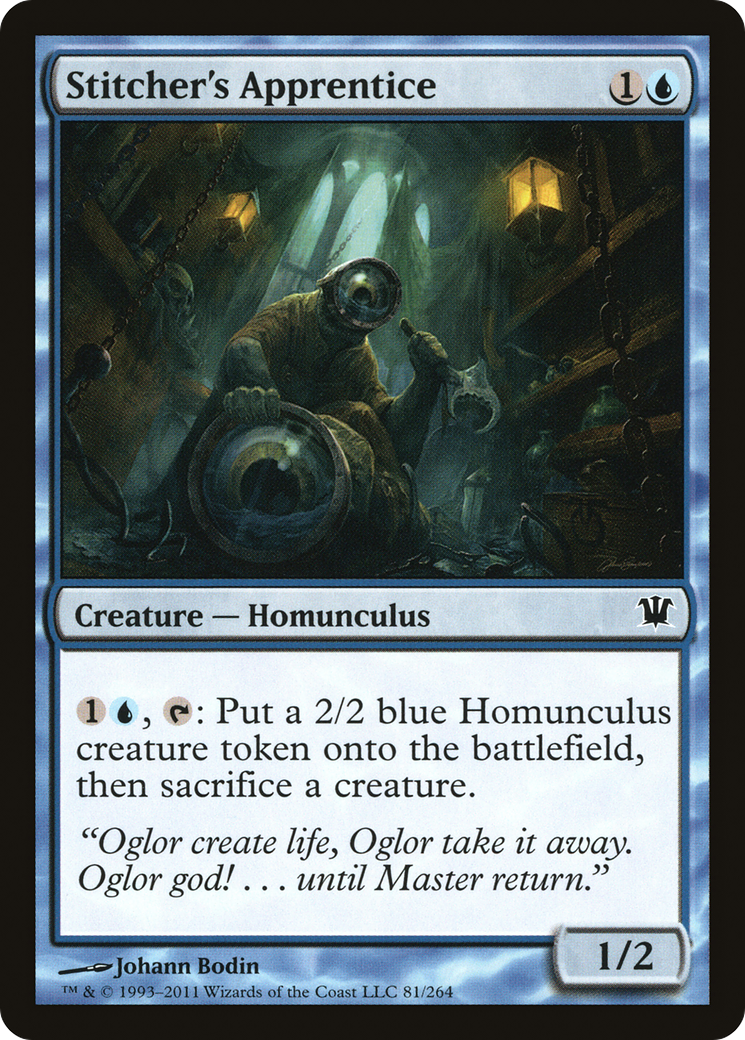 Stitcher's Apprentice 1
Creature — Homunculus
1, : Put a 2/2 blue Homunculus
creature token onto the battlefield,
then sacrifice a creature.
“Oglor create life, Oglor take it away.
Oglor god! . . . until Master return.”
1/2
Johann Bodin
™ & © 1993–2011 Wizards of the Coast LLC 81/264